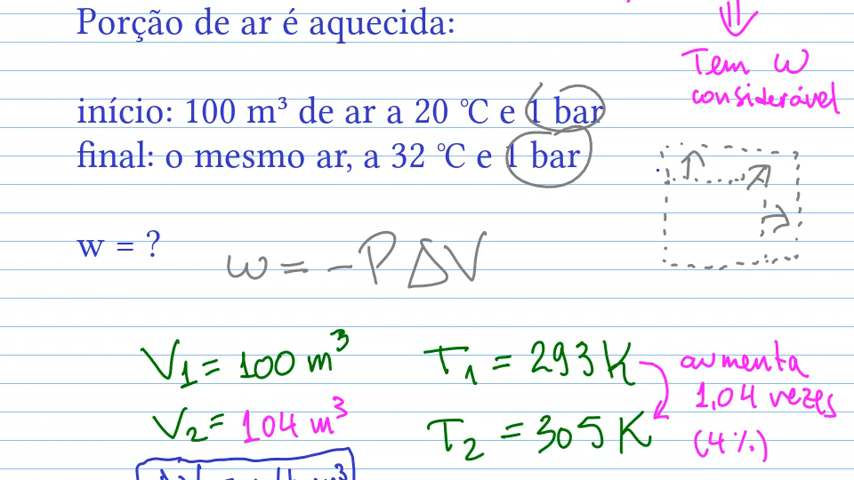 Porção de ar é aquecida:
Tem W
considerável
início: 100 m³ de ar a 20 °C e 1 bar
final: o mesmo ar, a 32 °C e 1 bar
w = ?
w = -PΔV
V₁ = 100 m³
T₁ = 293 K
aumenta
1,04 vezes
(4%)
V₂ = 104 m³
T₂ = 305 K